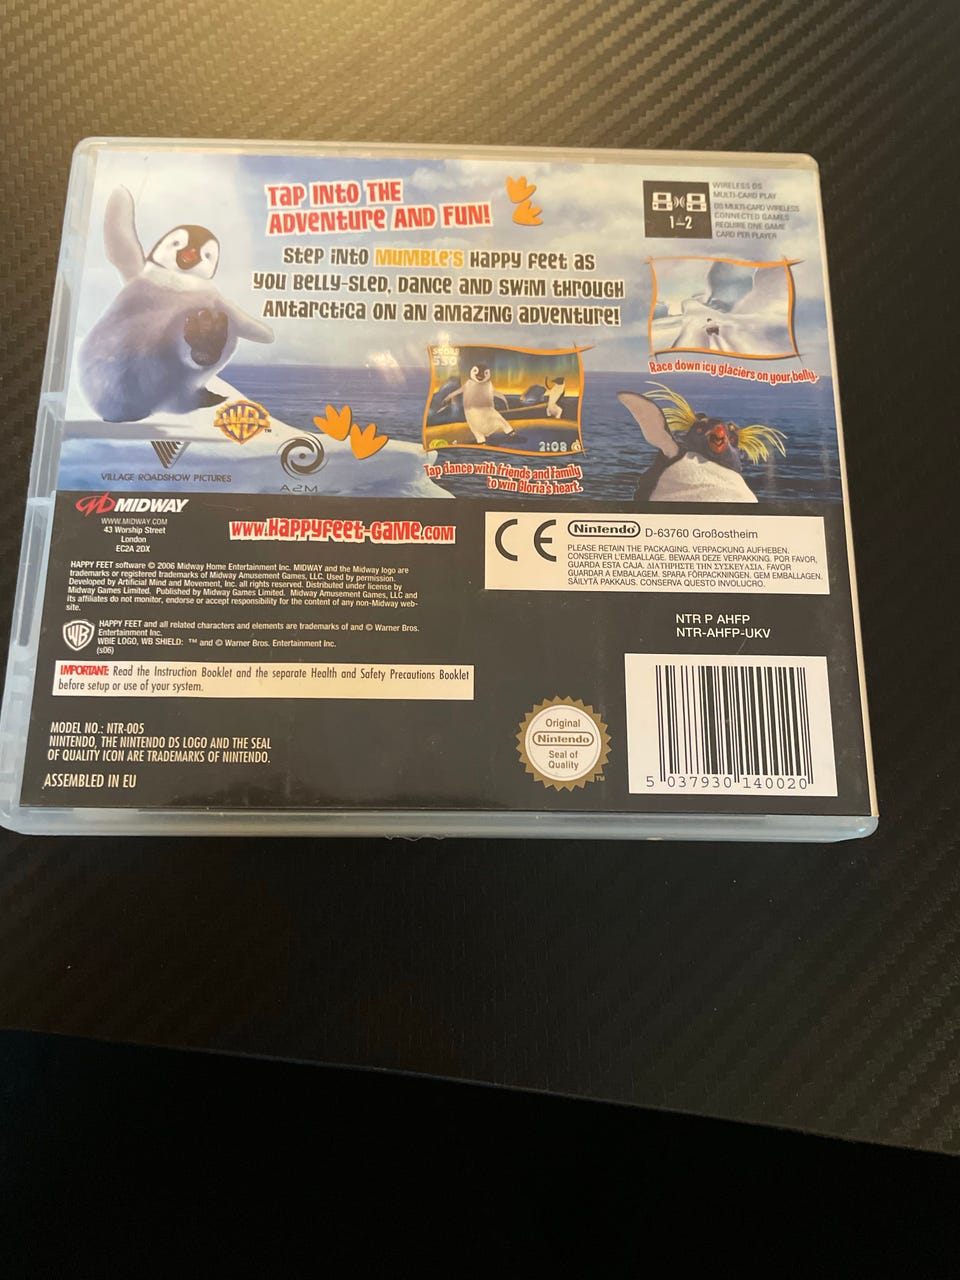 TAP INTO THE
ADVENTURE AND FUN!
STEP INTO MUMBLE'S HAPPY FEET AS
YOU BELLY-SLED, DANCE AND SWIM THROUGH
ANTARCTICA ON AN AMAZING ADVENTURE!
1-2
WIRELESS DS
MULTI-CARD PLAY
DS MULTI-CARD WIRELESS
CONNECTED GAMES
REQUIRE ONE GAME
CARD PER PLAYER
Race down icy glaciers on your belly.
SCORE
550
2:08
Tap dance with friends and family
to win Gloria's heart.
WB
TM
VILLAGE ROADSHOW PICTURES
A2M
MIDWAY
WWW.MIDWAY.COM
43 Worship Street
London
EC2A 2DX
www.HappyFeet-Game.com
CE
Nintendo D-63760 Großostheim
PLEASE RETAIN THE PACKAGING. VERPACKUNG AUFHEBEN.
CONSERVER L'EMBALLAGE. BEWAAR DEZE VERPAKKING. POR FAVOR,
GUARDA ESTA CAJA. ΔΙΑΤΗΡΗΣΤΕ ΤΗΝ ΣΥΣΚΕΥΑΣΙΑ. FAVOR
GUARDAR A EMBALAGEM. SPARA FÖRPACKNINGEN. GEM EMBALLAGEN.
SÄILYTÄ PAKKAUS. CONSERVA QUESTO INVOLUCRO.
HAPPY FEET software © 2006 Midway Home Entertainment Inc. MIDWAY and the Midway logo are
trademarks or registered trademarks of Midway Amusement Games, LLC. Used by permission.
Developed by Artificial Mind and Movement, Inc. all rights reserved. Distributed under license by
Midway Games Limited. Published by Midway Games Limited. Midway Amusement Games, LLC and
its affiliates do not monitor, endorse or accept responsibility for the content of any non-Midway web-
site.
WB
HAPPY FEET and all related characters and elements are trademarks of and © Warner Bros.
Entertainment Inc.
WBIE LOGO, WB SHIELD: ™ and © Warner Bros. Entertainment Inc.
(s06)
NTR P AHFP
NTR-AHFP-UKV
IMPORTANT: Read the Instruction Booklet and the separate Health and Safety Precautions Booklet
before setup or use of your system.
MODEL NO.: NTR-005
NINTENDO, THE NINTENDO DS LOGO AND THE SEAL
OF QUALITY ICON ARE TRADEMARKS OF NINTENDO.
ASSEMBLED IN EU
Original
Nintendo
Seal of
Quality
TM
5 037930 140020